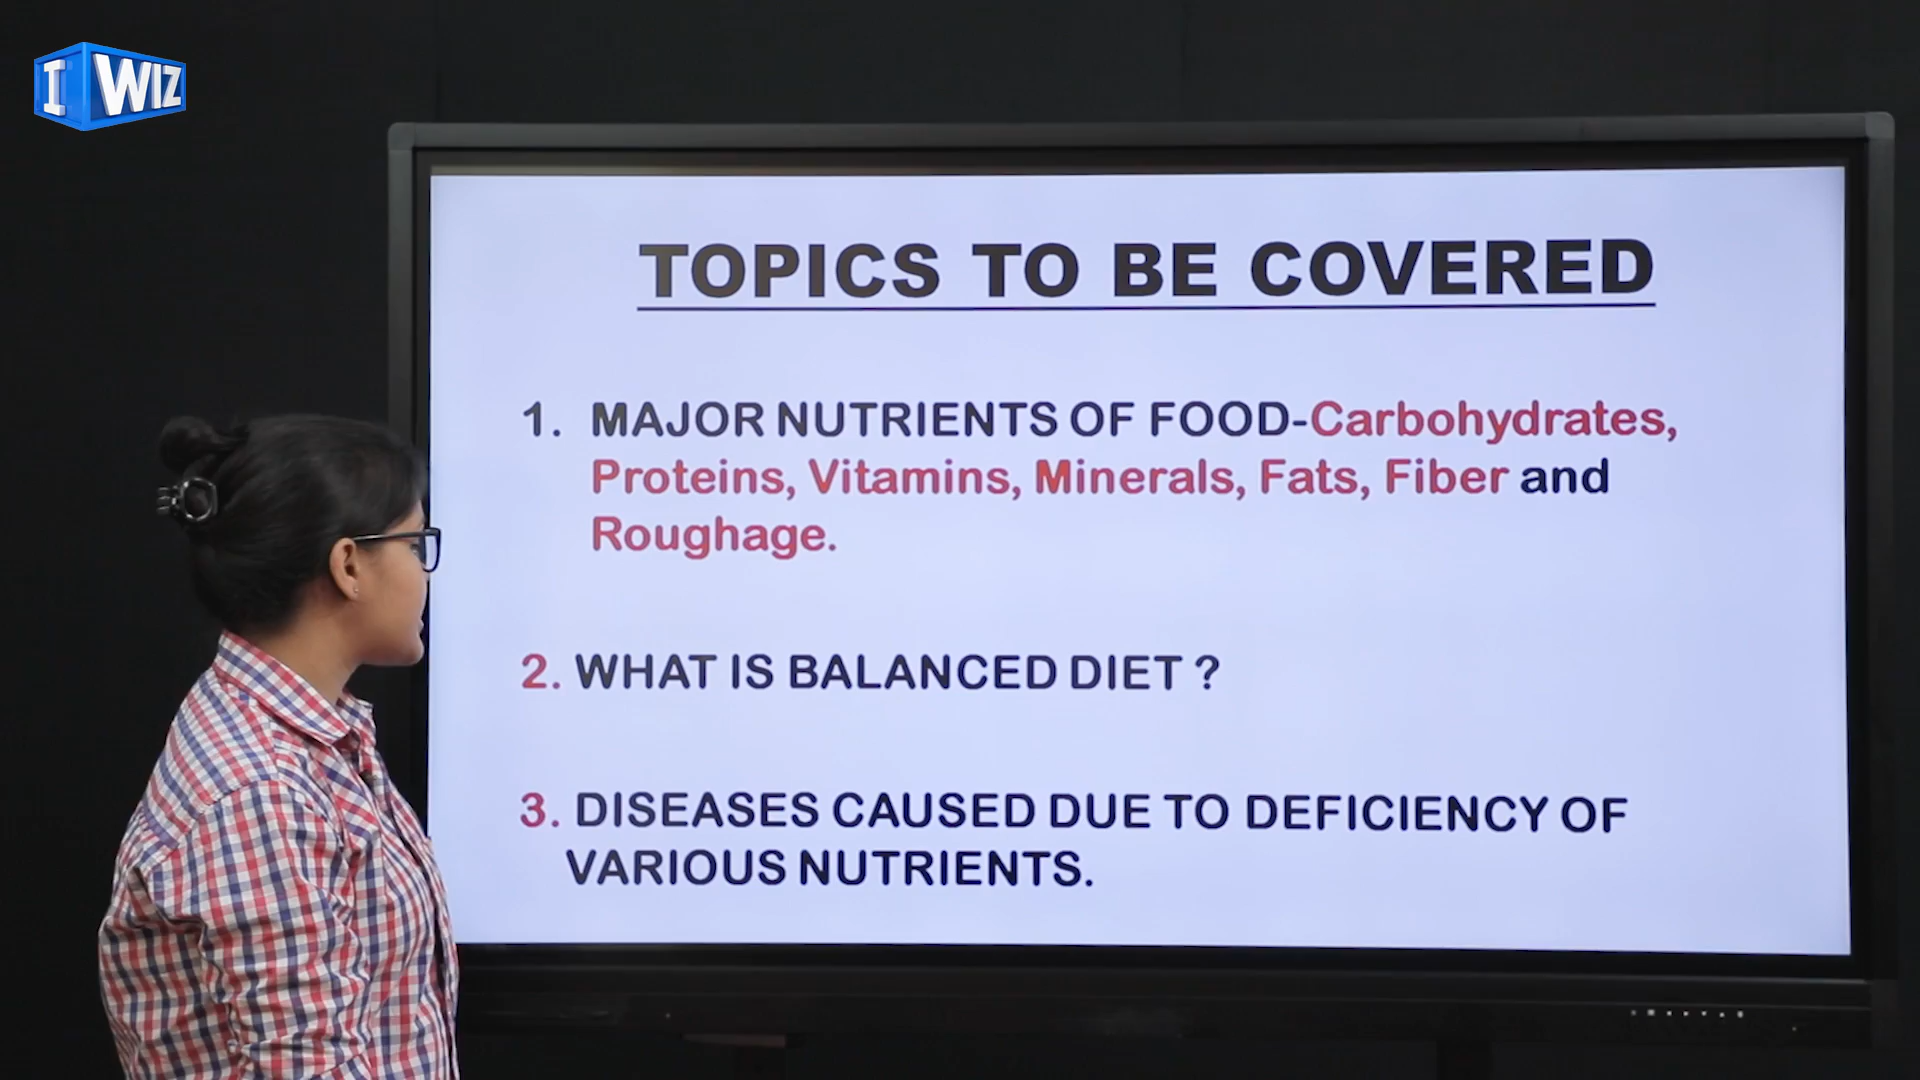 I WIZ
TOPICS TO BE COVERED
1. MAJOR NUTRIENTS OF FOOD-Carbohydrates,
Proteins, Vitamins, Minerals, Fats, Fiber and
Roughage.
2. WHAT IS BALANCED DIET ?
3. DISEASES CAUSED DUE TO DEFICIENCY OF
VARIOUS NUTRIENTS.